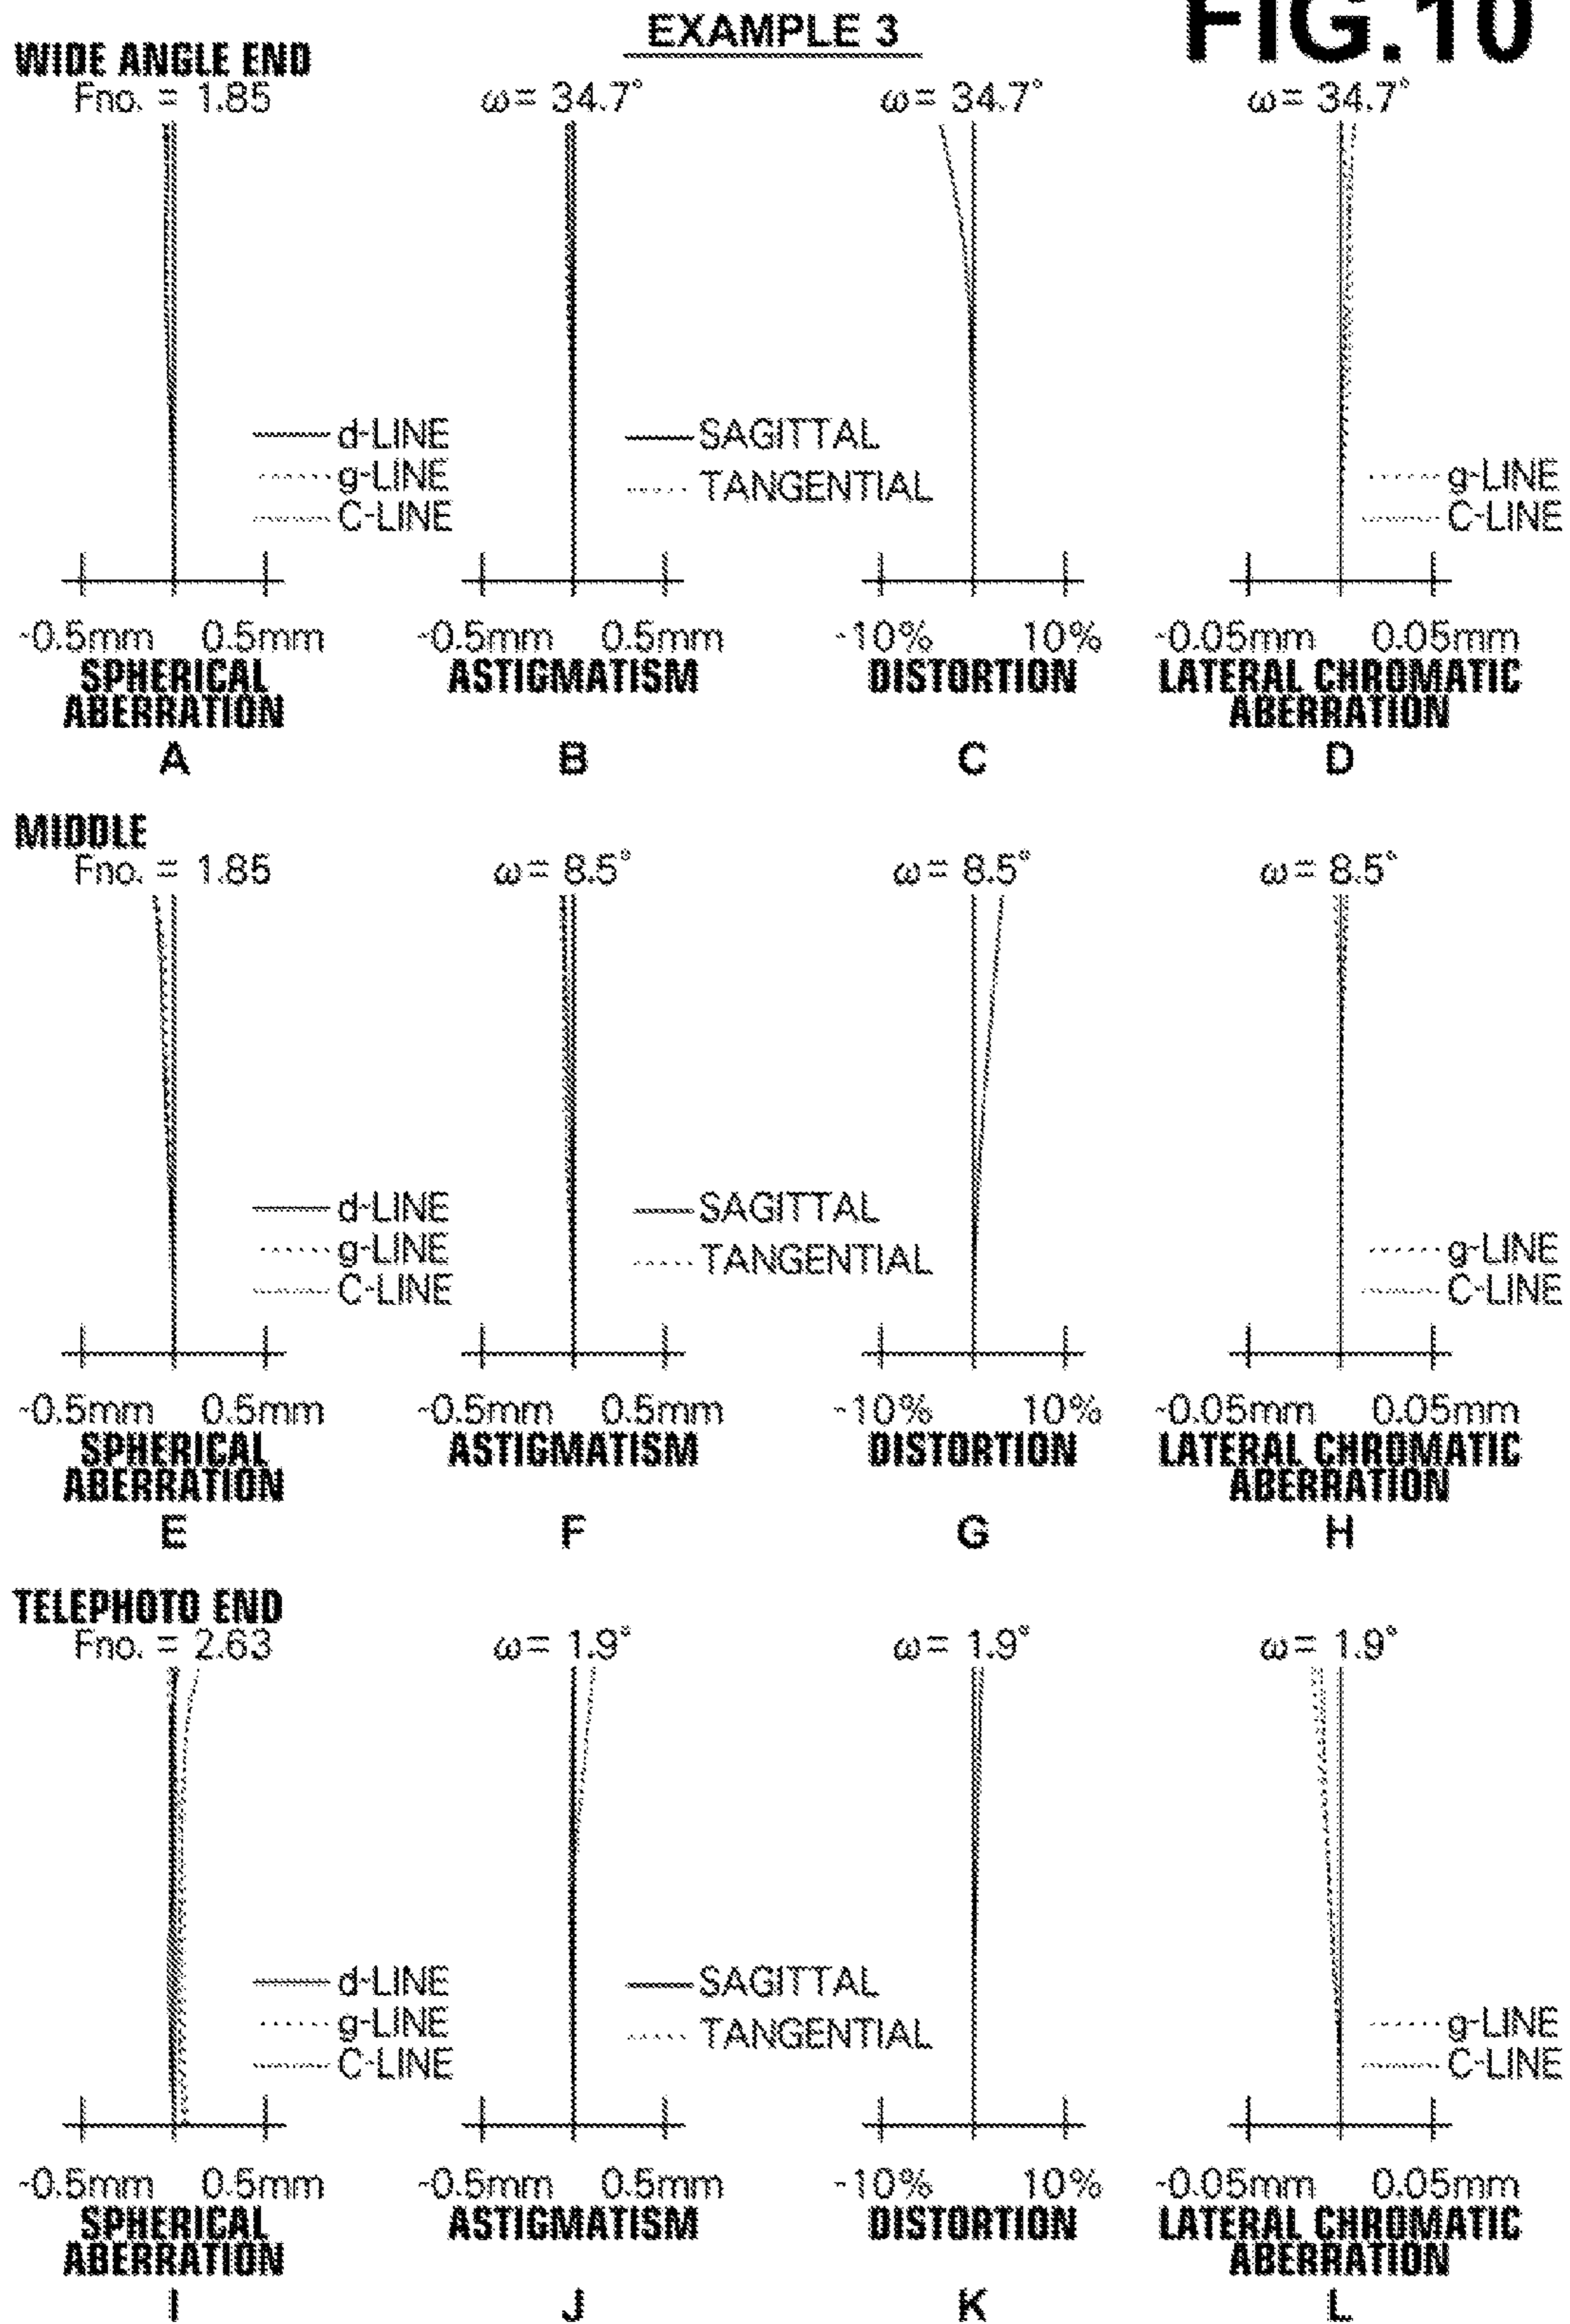 EXAMPLE 3
FIG.10
WIDE ANGLE END
Fno. = 1.85
ω= 34.7°
ω= 34.7°
ω= 34.7°
d-LINE
g-LINE
C-LINE
SAGITTAL
TANGENTIAL
g-LINE
C-LINE
-0.5mm 0.5mm
SPHERICAL
ABERRATION
A
-0.5mm 0.5mm
ASTIGMATISM
B
-10% 10%
DISTORTION
C
-0.05mm 0.05mm
LATERAL CHROMATIC
ABERRATION
D
MIDDLE
Fno. = 1.85
ω= 8.5°
ω= 8.5°
ω= 8.5°
d-LINE
g-LINE
C-LINE
SAGITTAL
TANGENTIAL
g-LINE
C-LINE
-0.5mm 0.5mm
SPHERICAL
ABERRATION
E
-0.5mm 0.5mm
ASTIGMATISM
F
-10% 10%
DISTORTION
G
-0.05mm 0.05mm
LATERAL CHROMATIC
ABERRATION
H
TELEPHOTO END
Fno. = 2.63
ω= 1.9°
ω= 1.9°
ω= 1.9°
d-LINE
g-LINE
C-LINE
SAGITTAL
TANGENTIAL
g-LINE
C-LINE
-0.5mm 0.5mm
SPHERICAL
ABERRATION
I
-0.5mm 0.5mm
ASTIGMATISM
J
-10% 10%
DISTORTION
K
-0.05mm 0.05mm
LATERAL CHROMATIC
ABERRATION
L